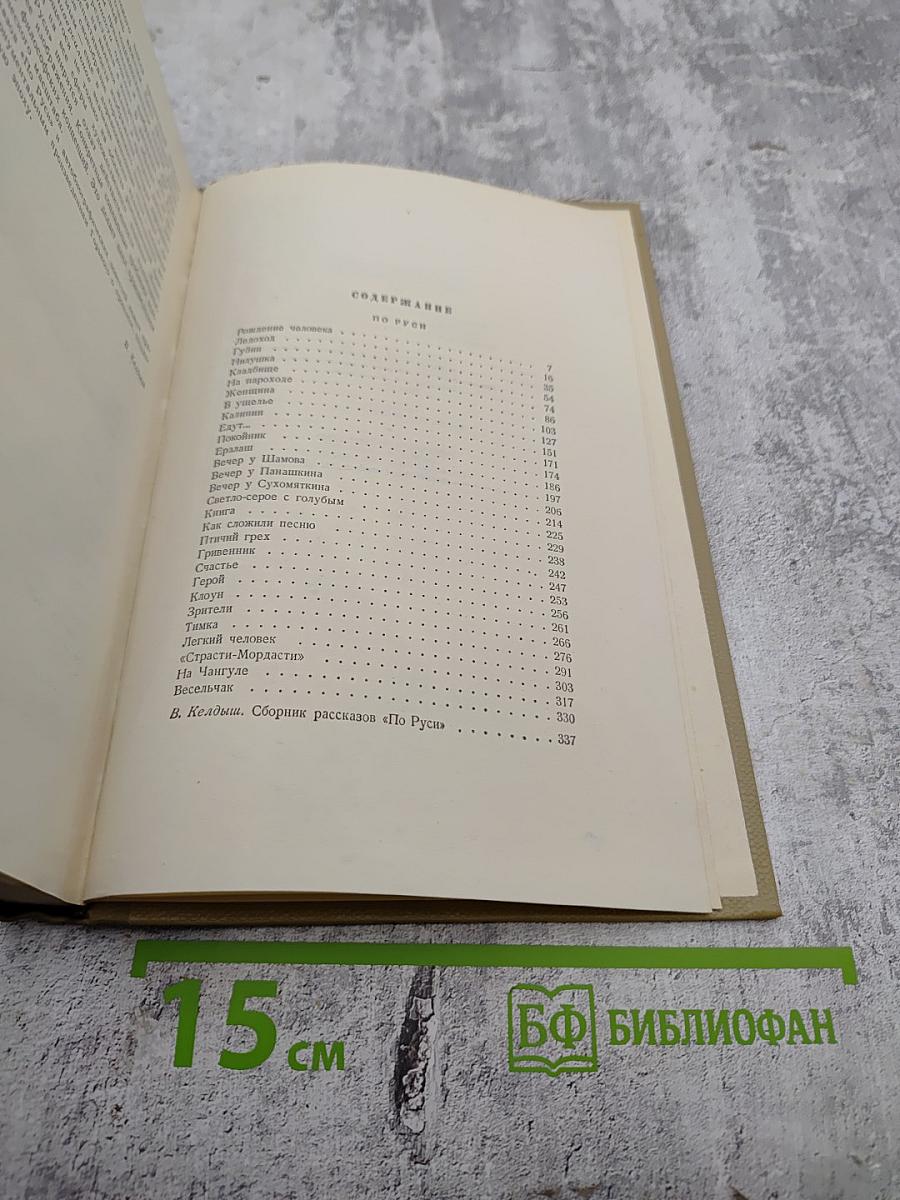 В. Келдыш
СОДЕРЖАНИЕ
ПО РУСИ
Рождение человека . . . 7
Ледоход . . . 16
Губин . . . 35
Нилушка . . . 54
Кладбище . . . 74
На пароходе . . . 86
Женщина . . . 103
В ущелье . . . 127
Калинин . . . 151
Едут... . . . 171
Покойник . . . 174
Ералаш . . . 186
Вечер у Шамова . . . 197
Вечер у Панашкина . . . 206
Вечер у Сухомяткина . . . 214
Светло-серое с голубым . . . 225
Книга . . . 229
Как сложили песню . . . 238
Птичий грех . . . 242
Гривенник . . . 247
Счастье . . . 253
Герой . . . 256
Клоун . . . 261
Зрители . . . 266
Тимка . . . 276
Легкий человек . . . 291
«Страсти-Мордасти» . . . 303
На Чангуле . . . 317
Весельчак . . . 330
В. Келдыш. Сборник рассказов «По Руси» . . . 337
15 см
БФ БИБЛИОФАН